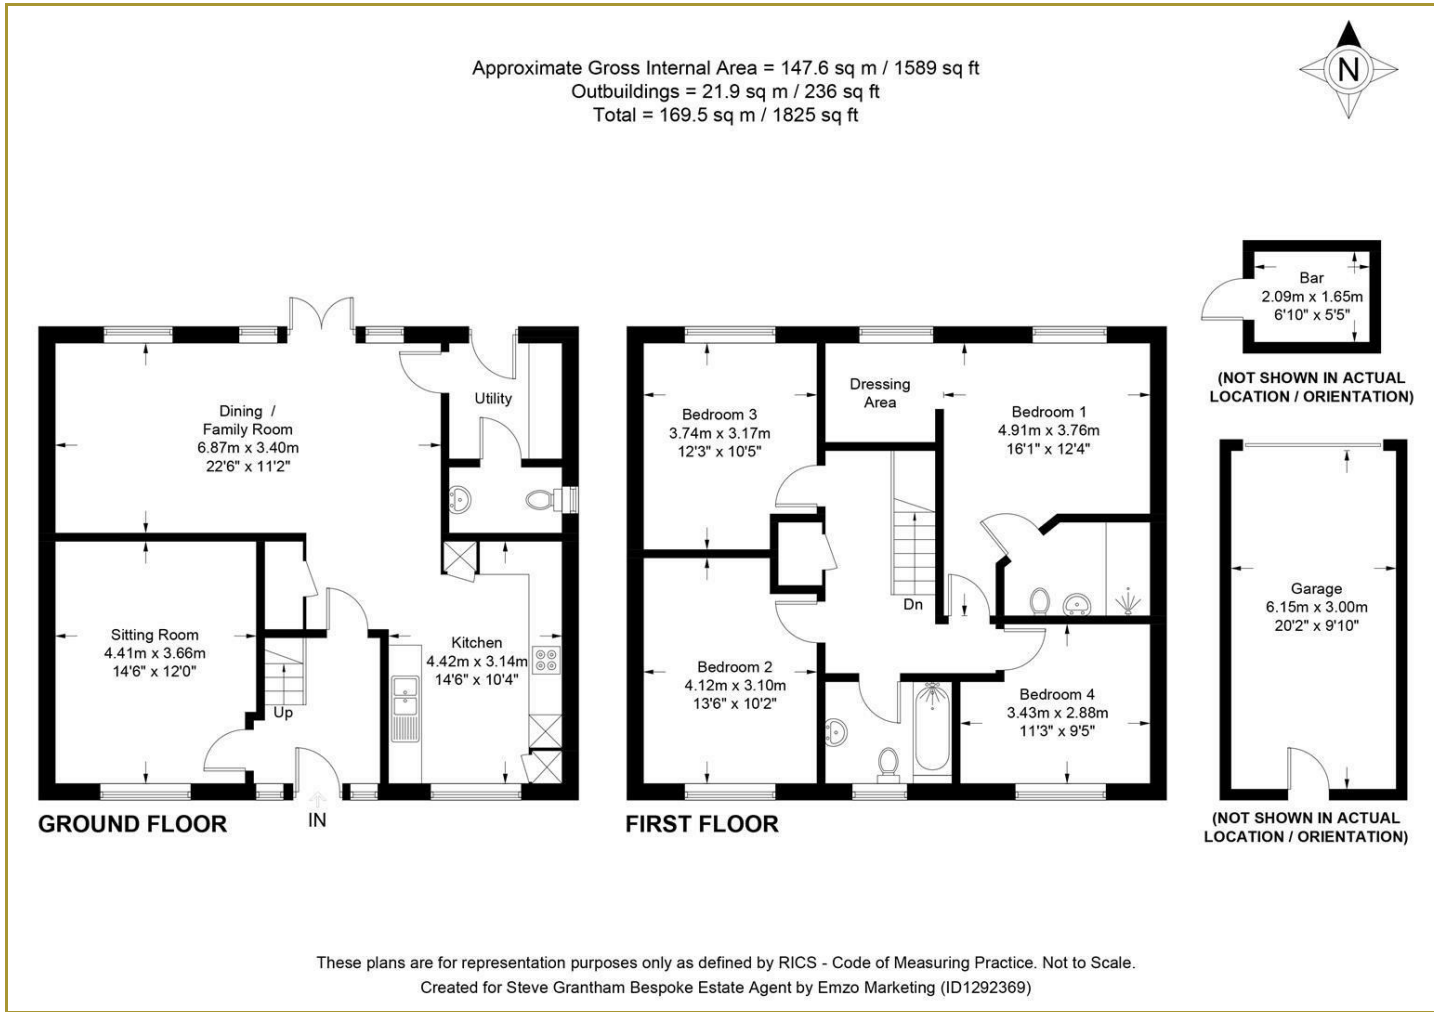 Approximate Gross Internal Area = 147.6 sq m / 1589 sq ft
Outbuildings = 21.9 sq m / 236 sq ft
Total = 169.5 sq m / 1825 sq ft
N
Dining /
Family Room
6.87m x 3.40m
22'6" x 11'2"
Utility
Sitting Room
4.41m x 3.66m
14'6" x 12'0"
Kitchen
4.42m x 3.14m
14'6" x 10'4"
Up
IN
GROUND FLOOR
Bedroom 3
3.74m x 3.17m
12'3" x 10'5"
Dressing
Area
Bedroom 1
4.91m x 3.76m
16'1" x 12'4"
Dn
Bedroom 2
4.12m x 3.10m
13'6" x 10'2"
Bedroom 4
3.43m x 2.88m
11'3" x 9'5"
FIRST FLOOR
Bar
2.09m x 1.65m
6'10" x 5'5"
(NOT SHOWN IN ACTUAL
LOCATION / ORIENTATION)
Garage
6.15m x 3.00m
20'2" x 9'10"
(NOT SHOWN IN ACTUAL
LOCATION / ORIENTATION)
These plans are for representation purposes only as defined by RICS - Code of Measuring Practice. Not to Scale.
Created for Steve Grantham Bespoke Estate Agent by Emzo Marketing (ID1292369)